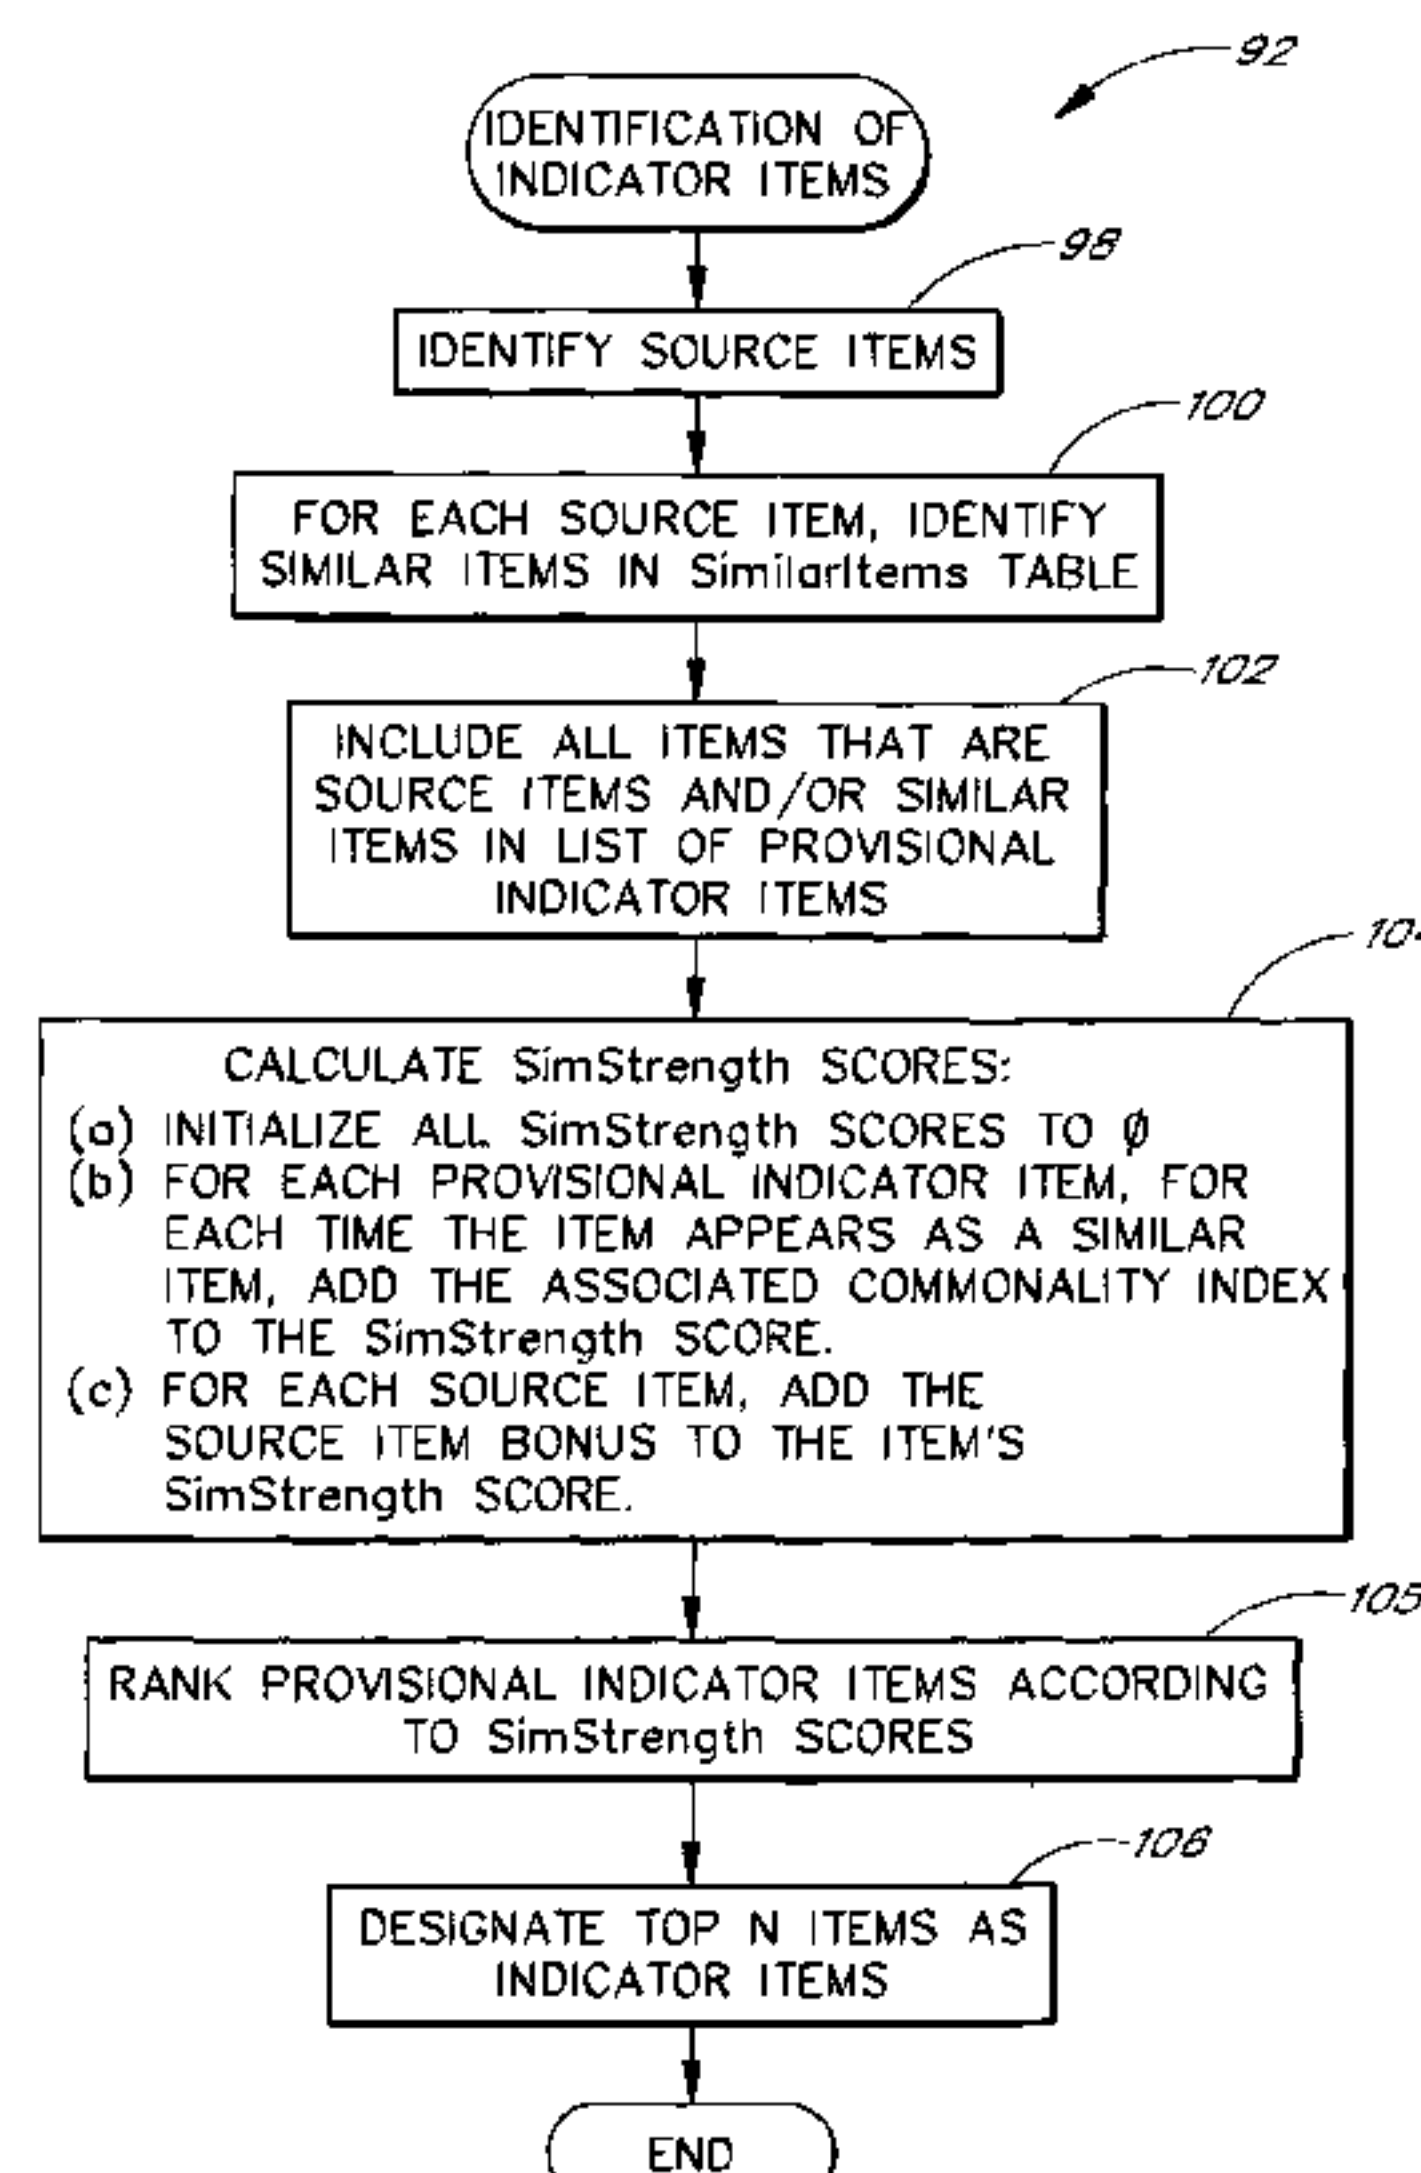 92
IDENTIFICATION OF
INDICATOR ITEMS
98
IDENTIFY SOURCE ITEMS
100
FOR EACH SOURCE ITEM, IDENTIFY
SIMILAR ITEMS IN SimilarItems TABLE
102
INCLUDE ALL ITEMS THAT ARE
SOURCE ITEMS AND/OR SIMILAR
ITEMS IN LIST OF PROVISIONAL
INDICATOR ITEMS
CALCULATE SimStrength SCORES:
(a) INITIALIZE ALL SimStrength SCORES TO Ø
(b) FOR EACH PROVISIONAL INDICATOR ITEM, FOR
EACH TIME THE ITEM APPEARS AS A SIMILAR
ITEM, ADD THE ASSOCIATED COMMONALITY INDEX
TO THE SimStrength SCORE.
(c) FOR EACH SOURCE ITEM, ADD THE
SOURCE ITEM BONUS TO THE ITEM'S
SimStrength SCORE.
105
RANK PROVISIONAL INDICATOR ITEMS ACCORDING
TO SimStrength SCORES
106
DESIGNATE TOP N ITEMS AS
INDICATOR ITEMS
END